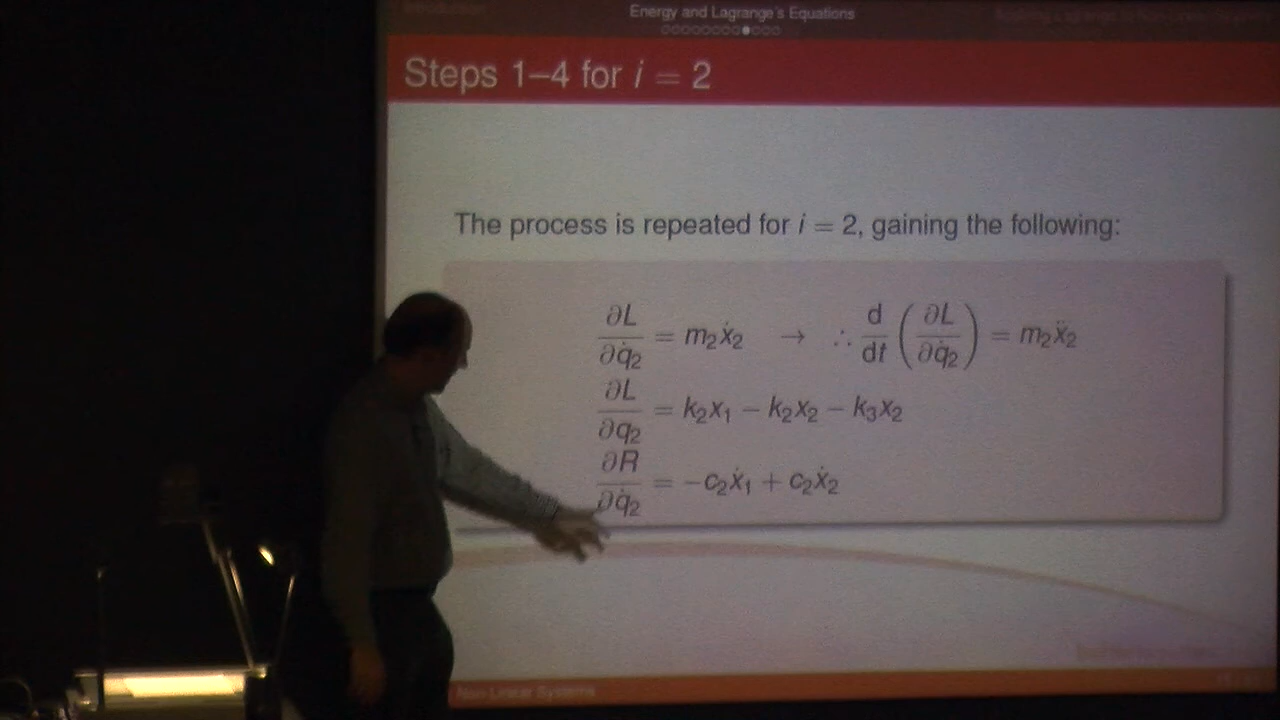 Introduction
Energy and Lagrange's Equations
Steps 1–4 for i = 2
The process is repeated for i = 2, gaining the following:
∂L/∂q̇₂ = m₂ẋ₂ → ∴ d/dt (∂L/∂q̇₂) = m₂ẍ₂
∂L/∂q₂ = k₂x₁ − k₂x₂ − k₃x₂
∂R/∂q̇₂ = −c₂ẋ₁ + c₂ẋ₂
Non-Linear Systems